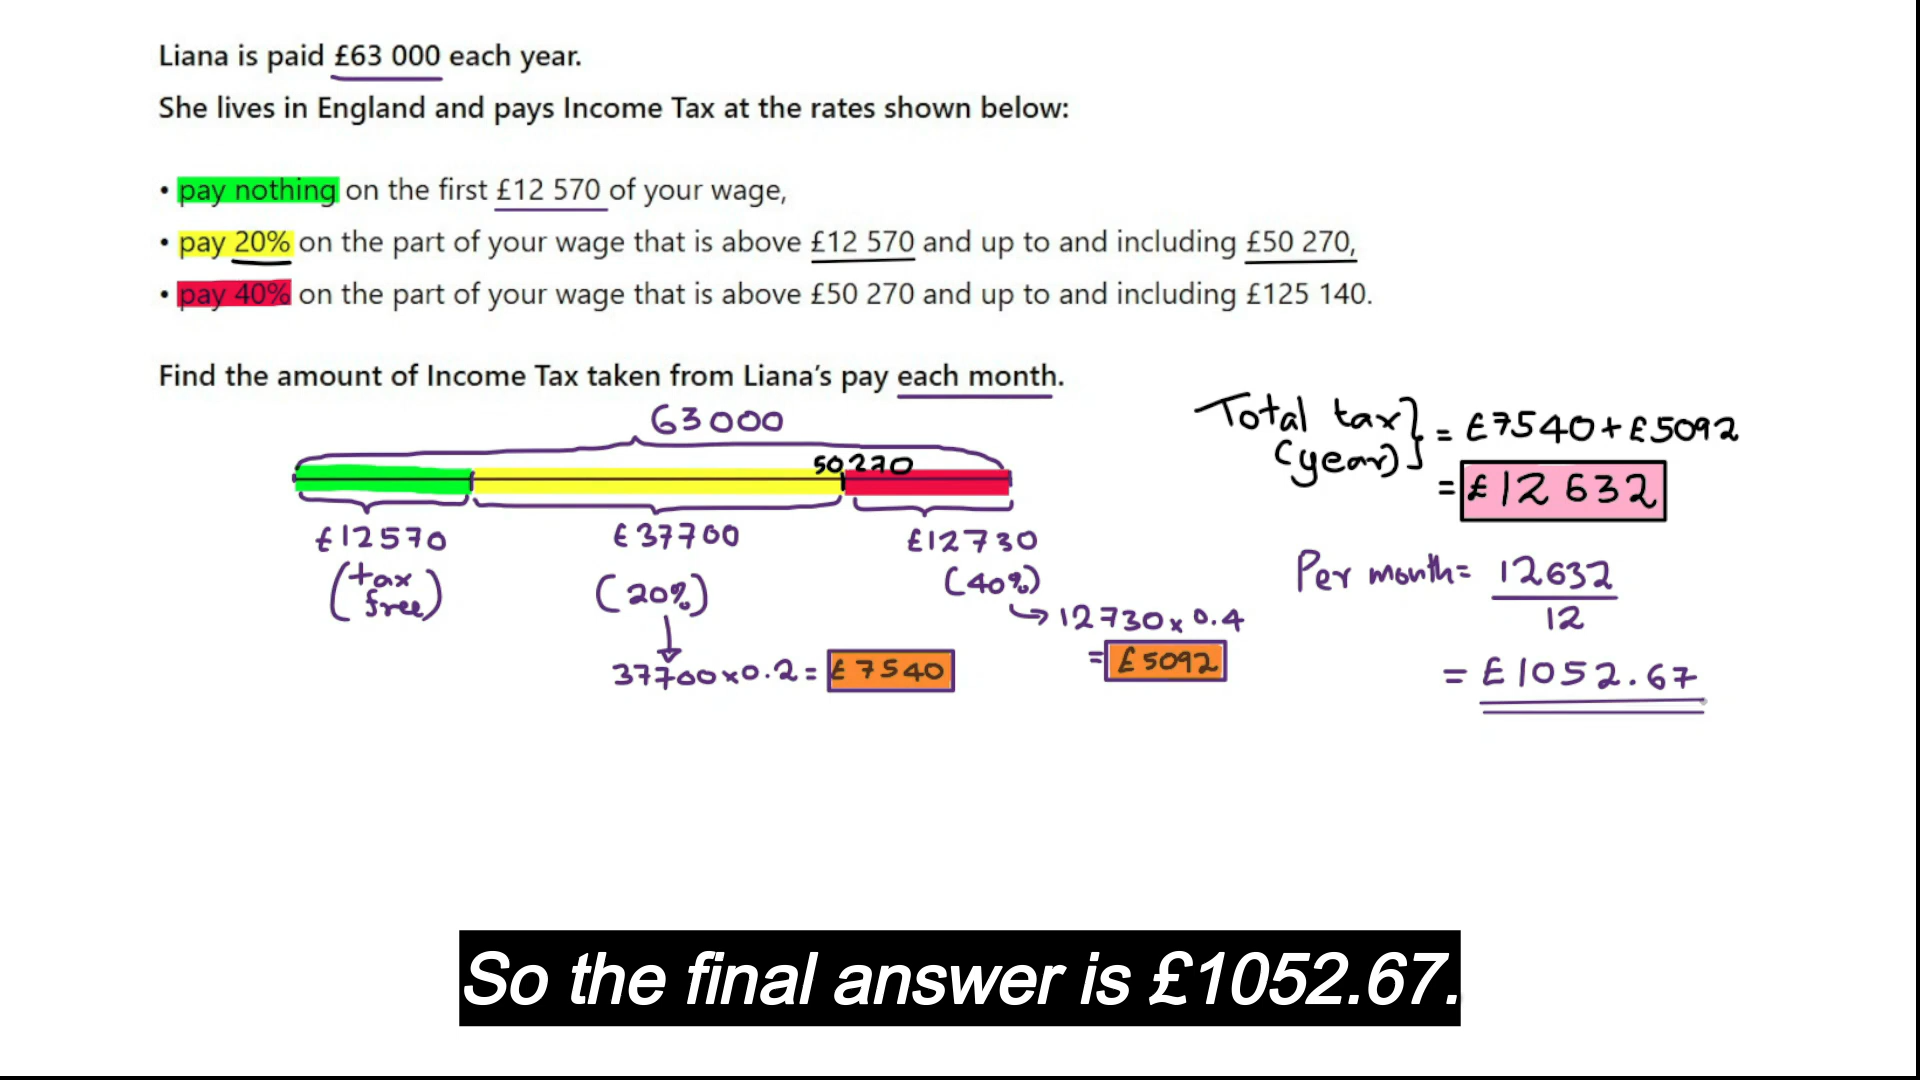 Liana is paid £63 000 each year.
She lives in England and pays Income Tax at the rates shown below:
• pay nothing on the first £12 570 of your wage,
• pay 20% on the part of your wage that is above £12 570 and up to and including £50 270,
• pay 40% on the part of your wage that is above £50 270 and up to and including £125 140.
Find the amount of Income Tax taken from Liana's pay each month.
63000
50270
£12570
(tax free)
£37700
(20%)
37700 x 0.2 = £7540
£12730
(40%)
12730 x 0.4
= £5092
Total tax (year) } = £7540 + £5092
= £12 632
Per month = 12632
12
= £1052.67
So the final answer is £1052.67.